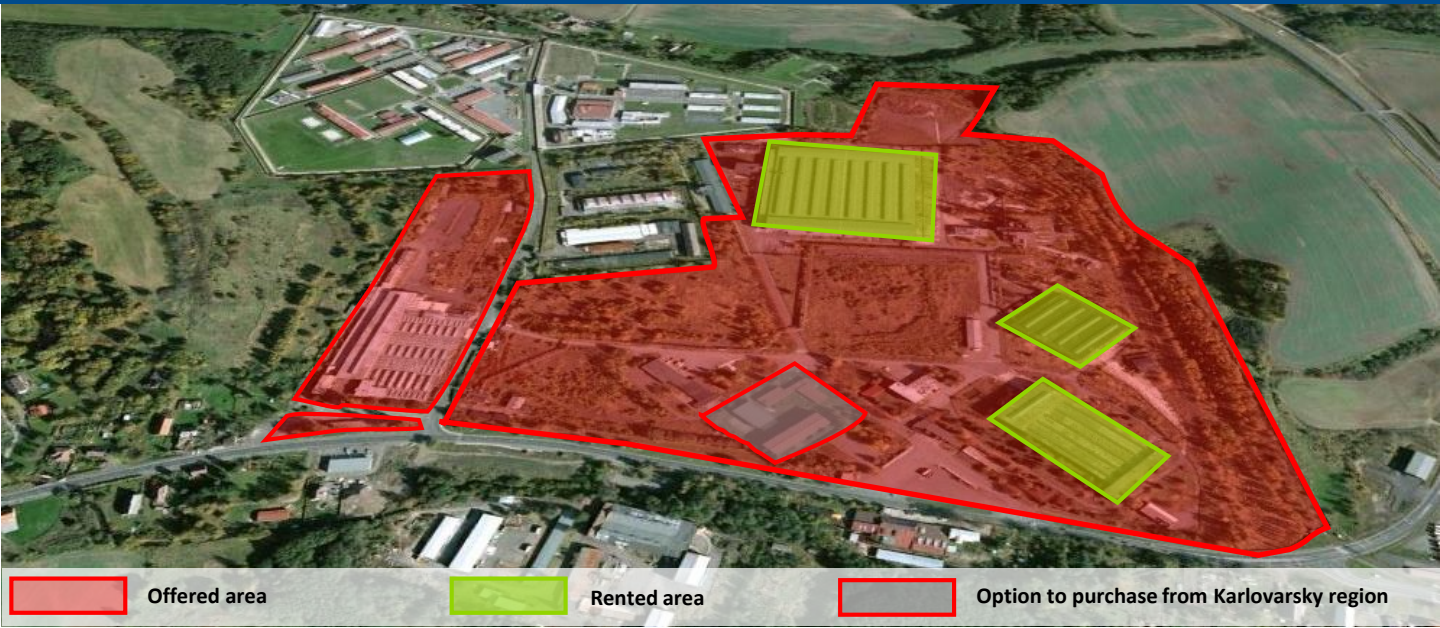 Offered area
Rented area
Option to purchase from Karlovarsky region